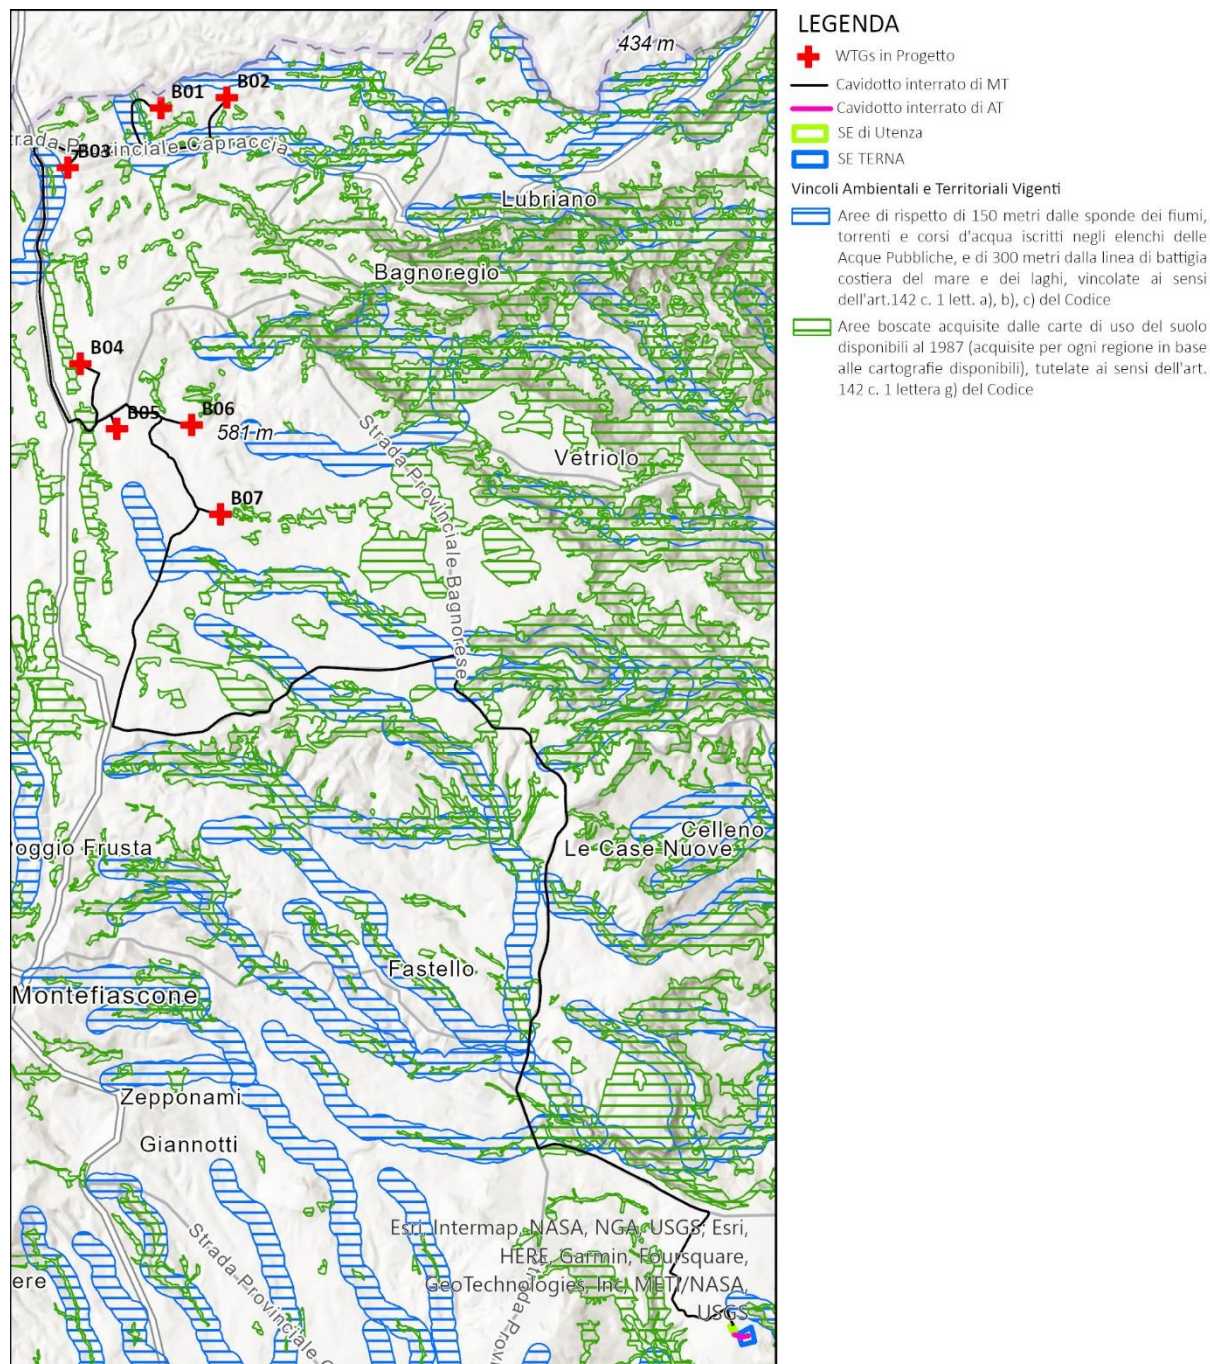 434 m
B01
B02
Strada Provinciale Capraccia
B03
Lubriano
Bagnoregio
B04
B05
B06
581 m
Strada Provinciale Bagnorese
Vetriolo
B07
Celleno
Le Case Nuove
oggio Frusta
Fastello
Montefiascone
Zepponami
Giannotti
Strada Provinciale
Esri, Intermap, NASA, NGA, USGS; Esri,
HERE, Garmin, Foursquare,
GeoTechnologies, Inc, METI/NASA,
USGS
Strada Provi
ere
LEGENDA
WTGs in Progetto
Cavidotto interrato di MT
Cavidotto interrato di AT
SE di Utenza
SE TERNA
Vincoli Ambientali e Territoriali Vigenti
Aree di rispetto di 150 metri dalle sponde dei fiumi,
torrenti e corsi d'acqua iscritti negli elenchi delle
Acque Pubbliche, e di 300 metri dalla linea di battigia
costiera del mare e dei laghi, vincolate ai sensi
dell'art.142 c. 1 lett. a), b), c) del Codice
Aree boscate acquisite dalle carte di uso del suolo
disponibili al 1987 (acquisite per ogni regione in base
alle cartografie disponibili), tutelate ai sensi dell'art.
142 c. 1 lettera g) del Codice